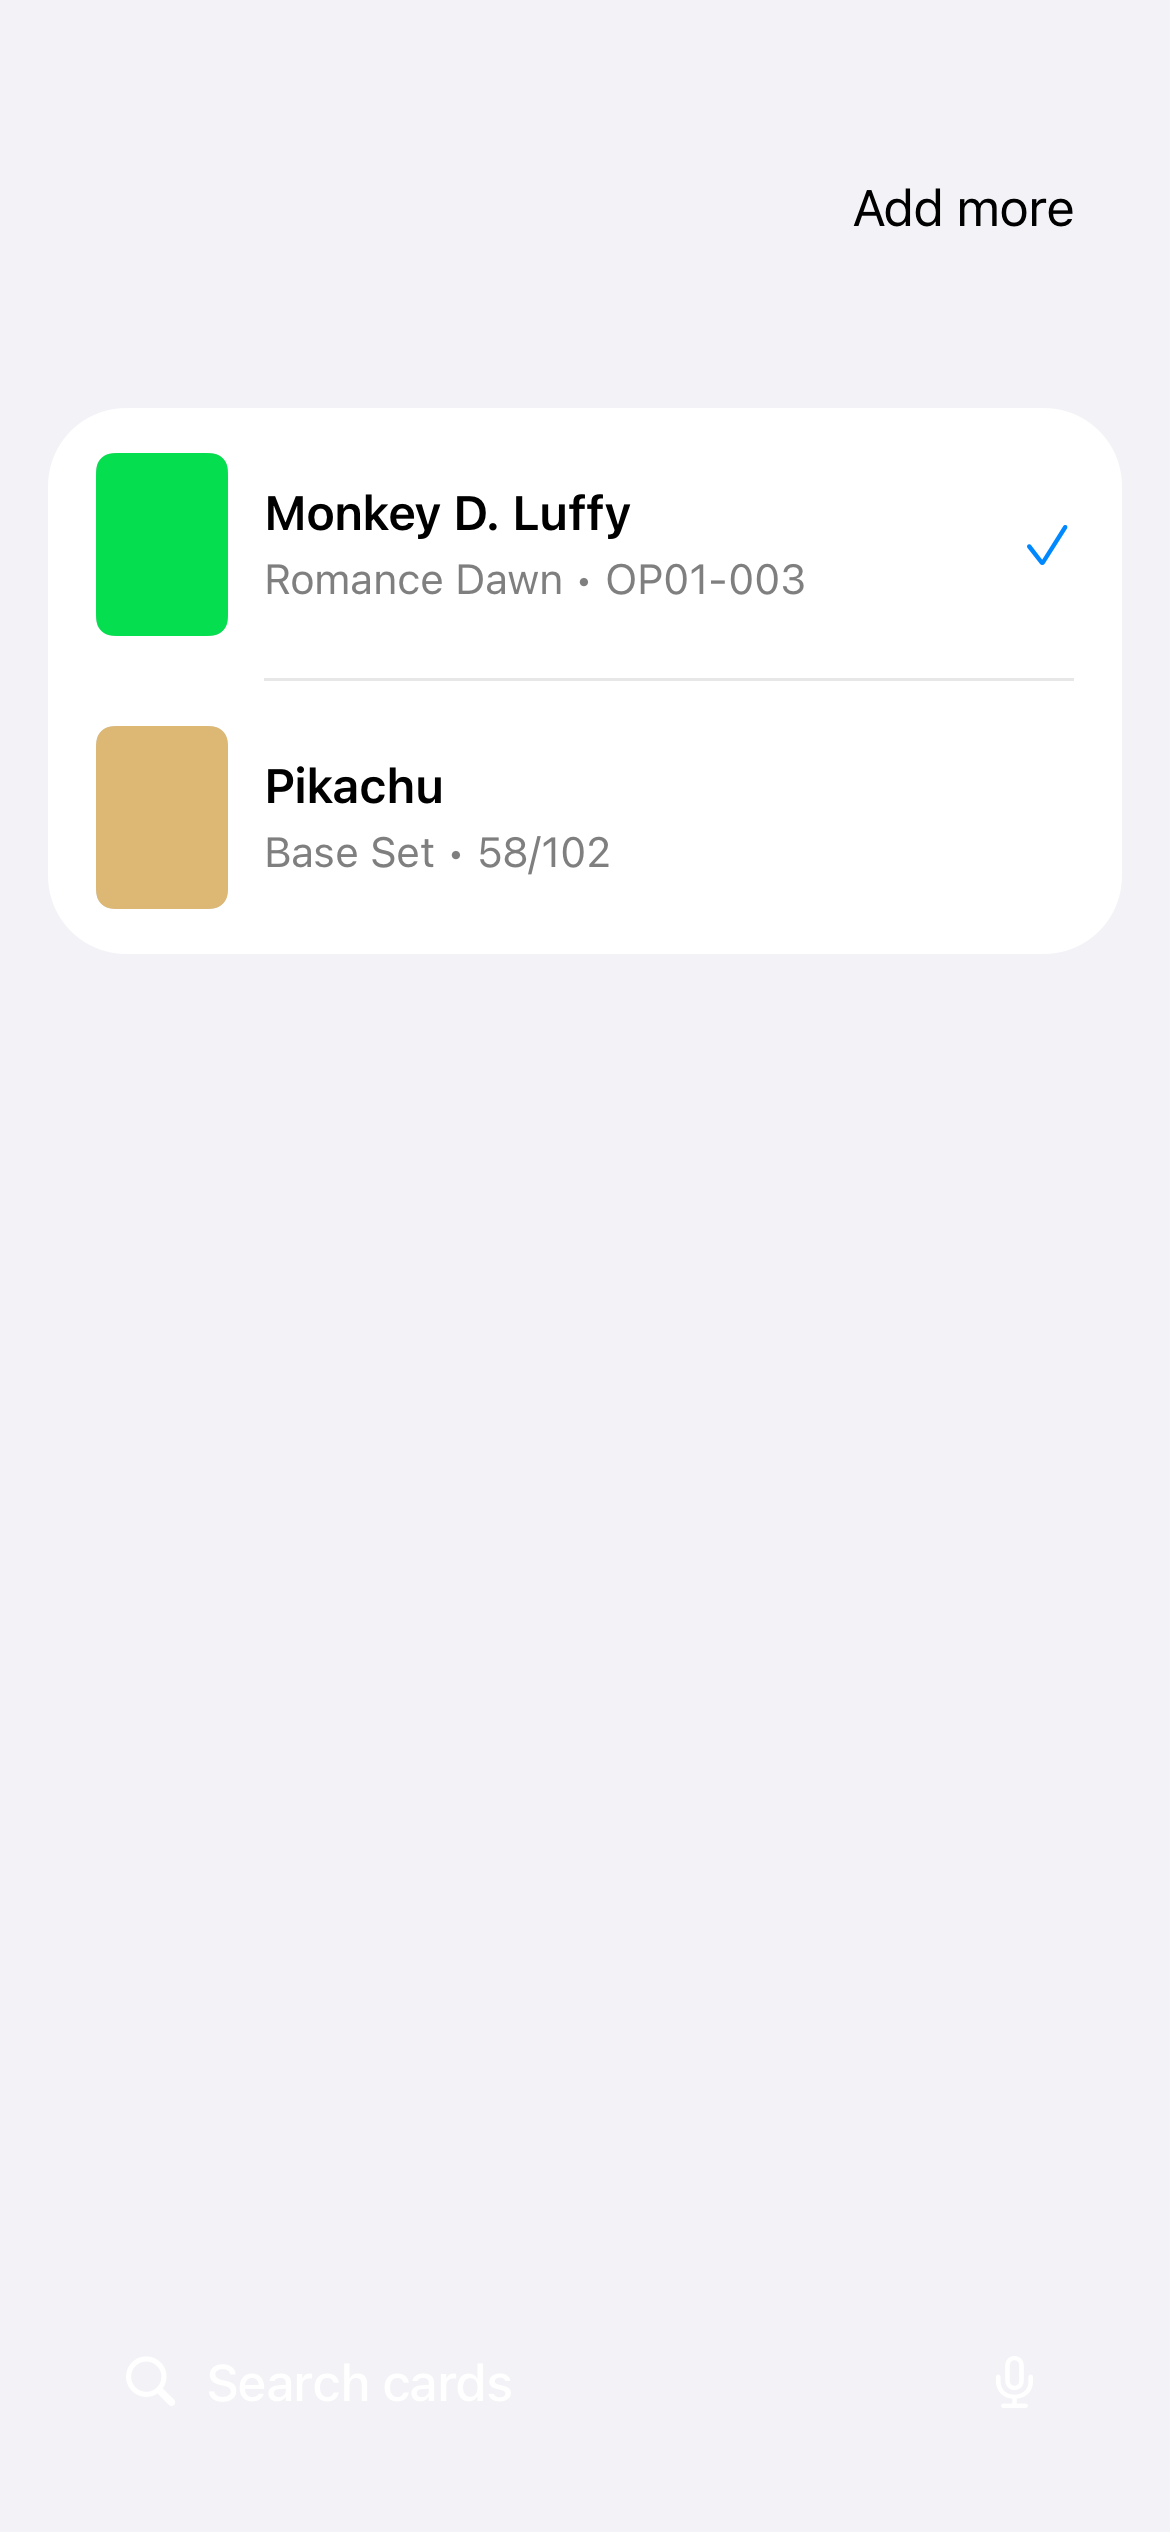 Add more
Monkey D. Luffy
Romance Dawn • OP01-003
Pikachu
Base Set • 58/102
Search cards